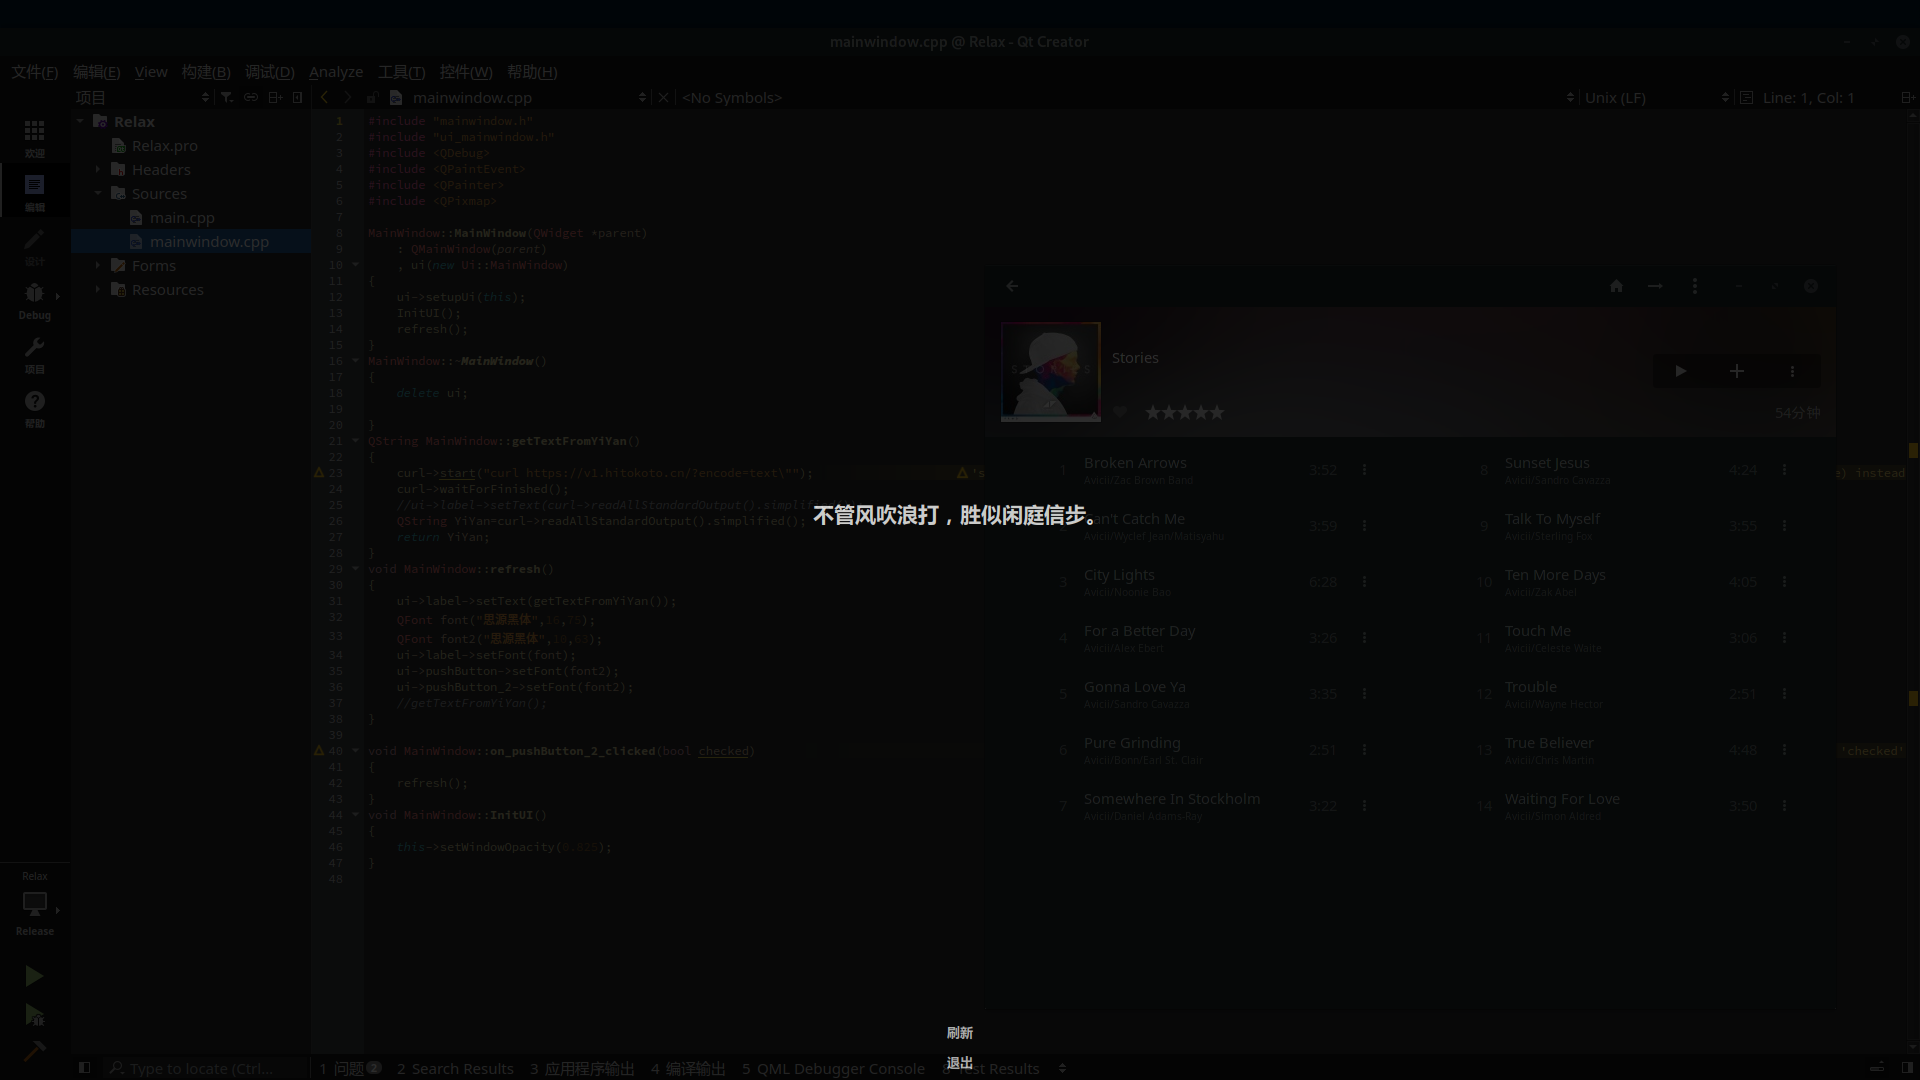 mainwindow.cpp @ Relax - Qt Creator
文件(F) 编辑(E) View 构建(B) 调试(D) Analyze 工具(T) 控件(W) 帮助(H)
项目
mainwindow.cpp
<No Symbols>
Unix (LF)
Line: 1, Col: 1
欢迎
编辑
设计
Debug
项目
帮助
Relax
Relax.pro
Headers
Sources
main.cpp
mainwindow.cpp
Forms
Resources
1 #include "mainwindow.h"
2 #include "ui_mainwindow.h"
3 #include <QDebug>
4 #include <QPaintEvent>
5 #include <QPainter>
6 #include <QPixmap>
7
8 MainWindow::MainWindow(QWidget *parent)
9 : QMainWindow(parent)
10 , ui(new Ui::MainWindow)
11 {
12 ui->setupUi(this);
13 InitUI();
14 refresh();
15 }
16 MainWindow::~MainWindow()
17 {
18 delete ui;
19
20 }
21 QString MainWindow::getTextFromYiYan()
22 {
23 curl->start("curl https://v1.hitokoto.cn/?encode=text\"");
24 curl->waitForFinished();
25 //ui->label->setText(curl->readAllStandardOutput().simplified
26 QString YiYan=curl->readAllStandardOutput().simplified();
27 return YiYan;
28 }
29 void MainWindow::refresh()
30 {
31 ui->label->setText(getTextFromYiYan());
32 QFont font("思源黑体",16,75);
33 QFont font2("思源黑体",10,63);
34 ui->label->setFont(font);
35 ui->pushButton->setFont(font2);
36 ui->pushButton_2->setFont(font2);
37 //getTextFromYiYan();
38 }
39
40 void MainWindow::on_pushButton_2_clicked(bool checked)
41 {
42 refresh();
43 }
44 void MainWindow::InitUI()
45 {
46 this->setWindowOpacity(0.825);
47 }
48
's
e) instead
'checked'
不管风吹浪打，胜似闲庭信步。
Stories
54分钟
1 Broken Arrows 3:52
Avicii/Zac Brown Band
an't Catch Me 3:59
Avicii/Wyclef Jean/Matisyahu
3 City Lights 6:28
Avicii/Noonie Bao
4 For a Better Day 3:26
Avicii/Alex Ebert
5 Gonna Love Ya 3:35
Avicii/Sandro Cavazza
6 Pure Grinding 2:51
Avicii/Bonn/Earl St. Clair
7 Somewhere In Stockholm 3:22
Avicii/Daniel Adams-Ray
8 Sunset Jesus 4:24
Avicii/Sandro Cavazza
9 Talk To Myself 3:55
Avicii/Sterling Fox
10 Ten More Days 4:05
Avicii/Zak Abel
11 Touch Me 3:06
Avicii/Celeste Waite
12 Trouble 2:51
Avicii/Wayne Hector
13 True Believer 4:48
Avicii/Chris Martin
14 Waiting For Love 3:50
Avicii/Simon Aldred
Relax
Release
刷新
退出
Type to locate (Ctrl...
1 问题 2
2 Search Results
3 应用程序输出
4 编译输出
5 QML Debugger Console
8 Test Results